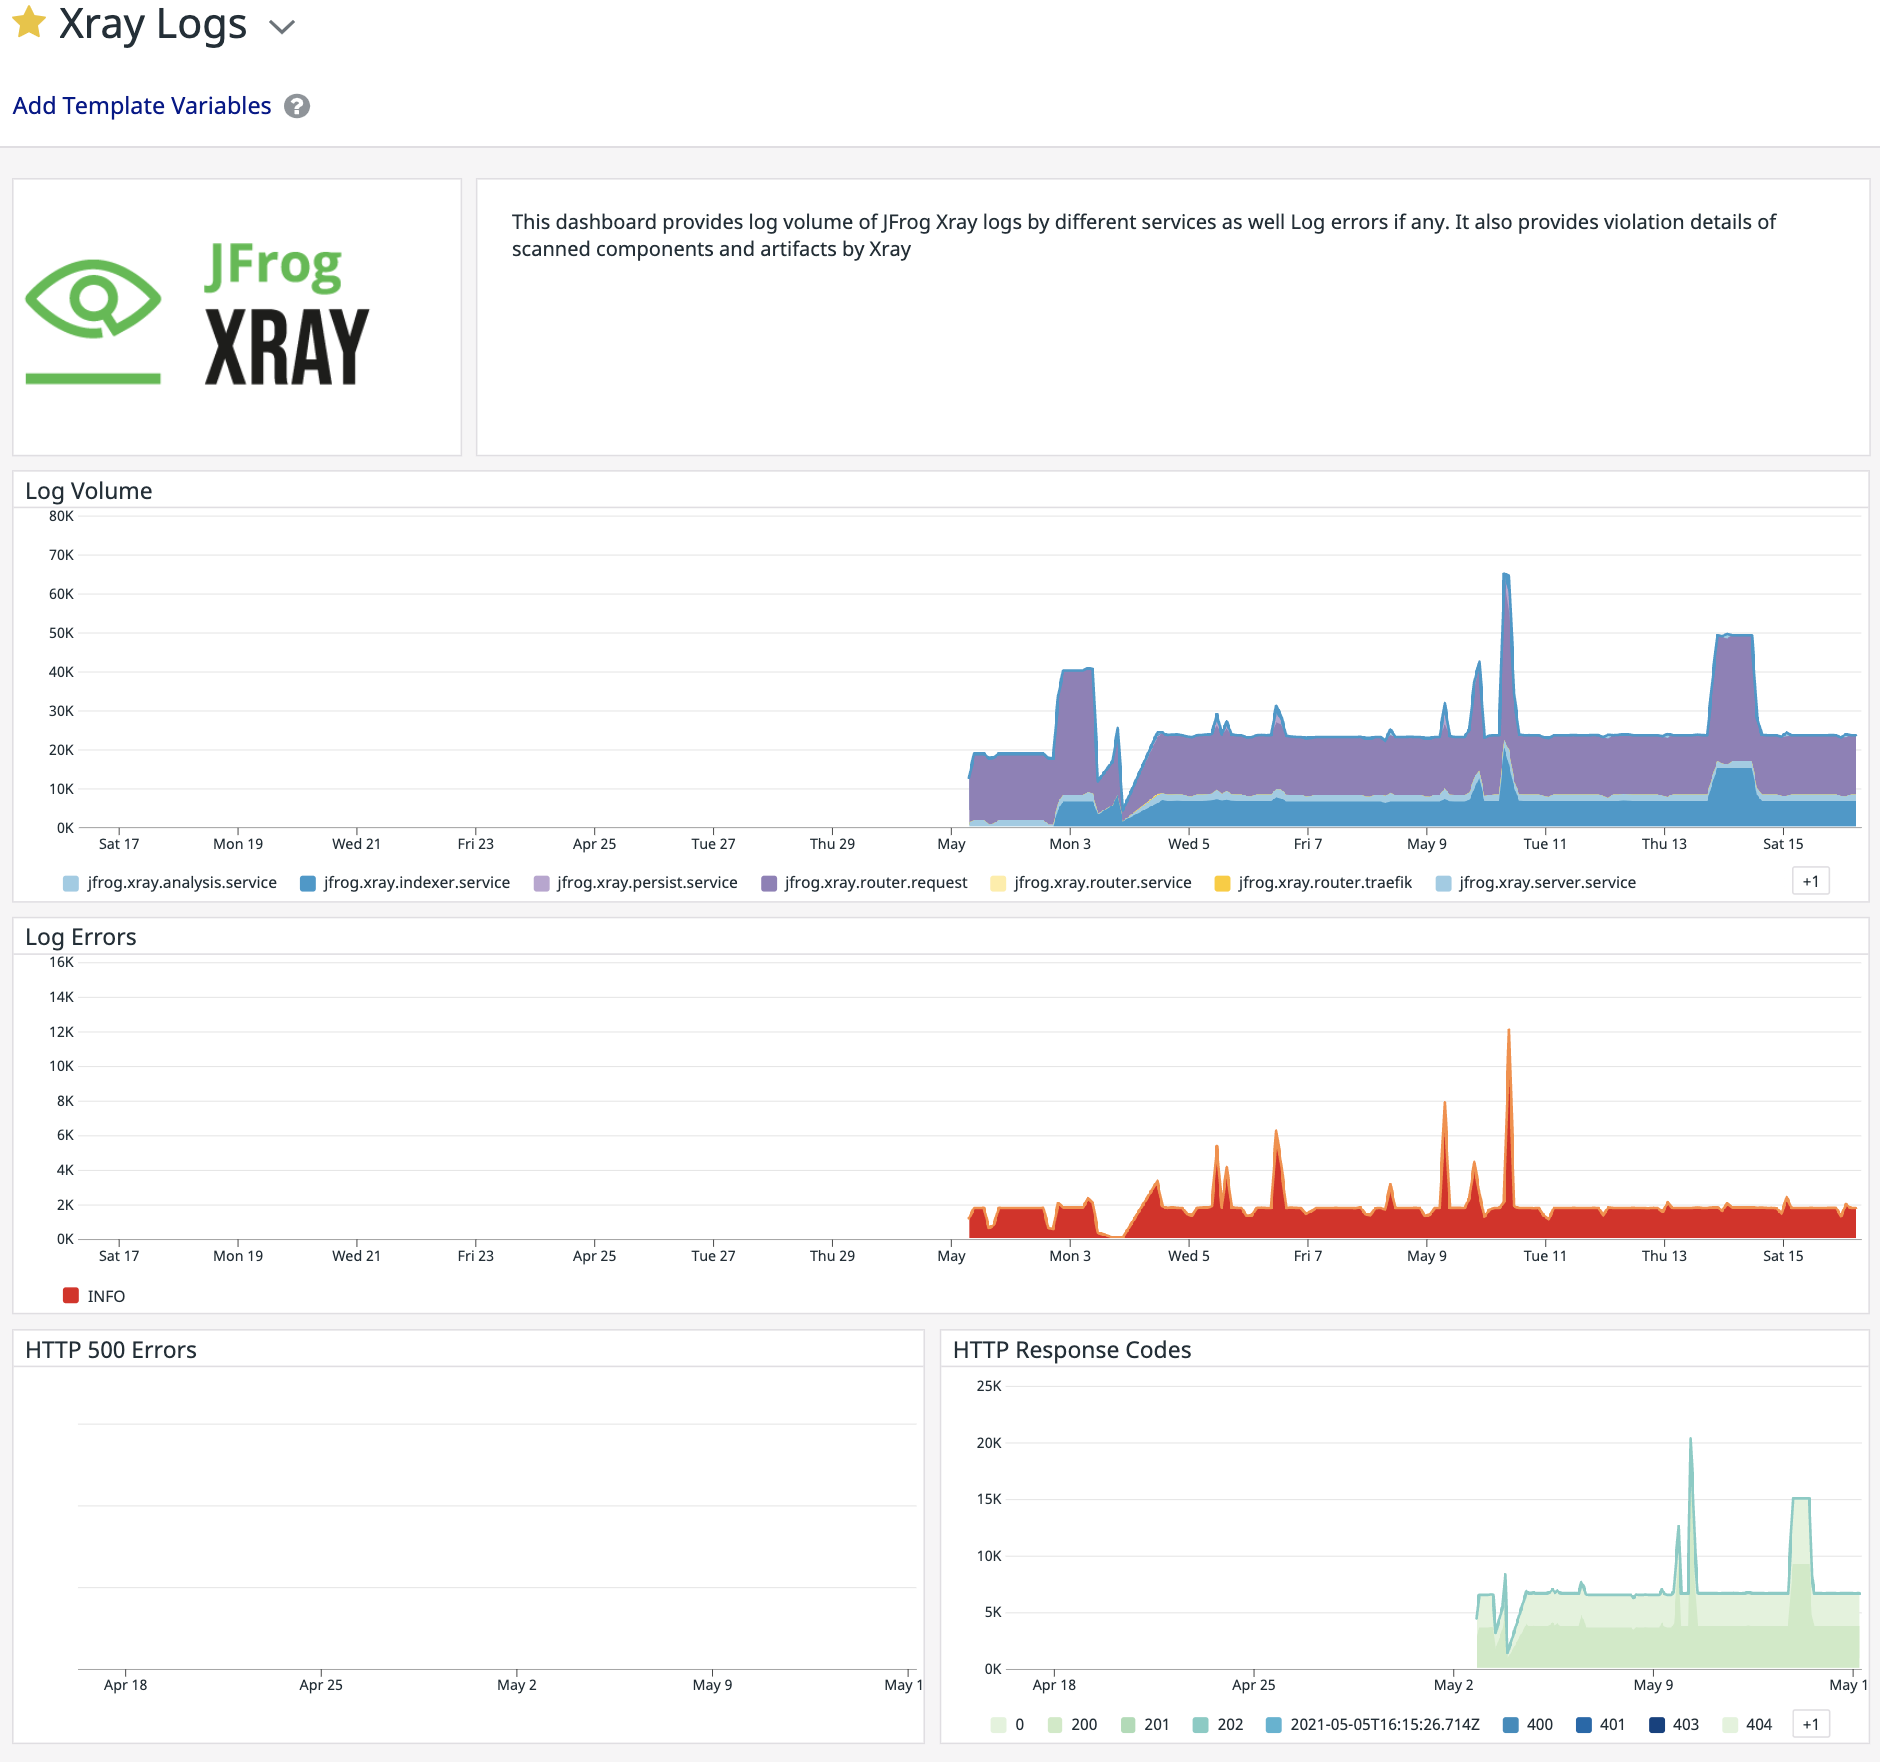 Xray Logs
Add Template Variables ?
JFrog
XRAY
This dashboard provides log volume of JFrog Xray logs by different services as well Log errors if any. It also provides violation details of
scanned components and artifacts by Xray
Log Volume
80K
70K
60K
50K
40K
30K
20K
10K
0K
Sat 17 Mon 19 Wed 21 Fri 23 Apr 25 Tue 27 Thu 29 May Mon 3 Wed 5 Fri 7 May 9 Tue 11 Thu 13 Sat 15
jfrog.xray.analysis.service jfrog.xray.indexer.service jfrog.xray.persist.service jfrog.xray.router.request jfrog.xray.router.service jfrog.xray.router.traefik jfrog.xray.server.service +1
Log Errors
16K
14K
12K
10K
8K
6K
4K
2K
0K
Sat 17 Mon 19 Wed 21 Fri 23 Apr 25 Tue 27 Thu 29 May Mon 3 Wed 5 Fri 7 May 9 Tue 11 Thu 13 Sat 15
INFO
HTTP 500 Errors
Apr 18 Apr 25 May 2 May 9 May 1
HTTP Response Codes
25K
20K
15K
10K
5K
0K
Apr 18 Apr 25 May 2 May 9 May 1
0 200 201 202 2021-05-05T16:15:26.714Z 400 401 403 404 +1